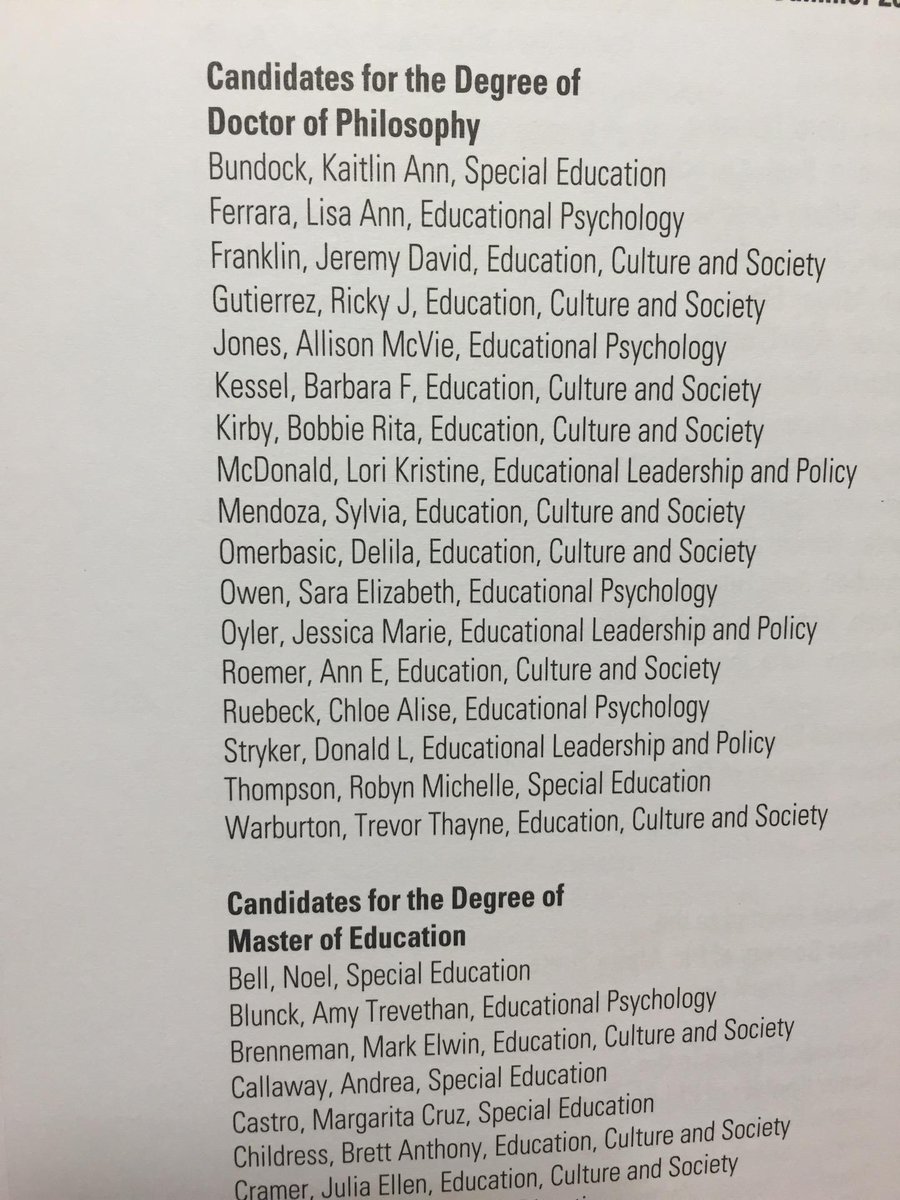 Candidates for the Degree of
Doctor of Philosophy
Bundock, Kaitlin Ann, Special Education
Ferrara, Lisa Ann, Educational Psychology
Franklin, Jeremy David, Education, Culture and Society
Gutierrez, Ricky J, Education, Culture and Society
Jones, Allison McVie, Educational Psychology
Kessel, Barbara F, Education, Culture and Society
Kirby, Bobbie Rita, Education, Culture and Society
McDonald, Lori Kristine, Educational Leadership and Policy
Mendoza, Sylvia, Education, Culture and Society
Omerbasic, Delila, Education, Culture and Society
Owen, Sara Elizabeth, Educational Psychology
Oyler, Jessica Marie, Educational Leadership and Policy
Roemer, Ann E, Education, Culture and Society
Ruebeck, Chloe Alise, Educational Psychology
Stryker, Donald L, Educational Leadership and Policy
Thompson, Robyn Michelle, Special Education
Warburton, Trevor Thayne, Education, Culture and Society
Candidates for the Degree of
Master of Education
Bell, Noel, Special Education
Blunck, Amy Trevethan, Educational Psychology
Brenneman, Mark Elwin, Education, Culture and Society
Callaway, Andrea, Special Education
Castro, Margarita Cruz, Special Education
Childress, Brett Anthony, Education, Culture and Society
Cramer, Julia Ellen, Education, Culture and Society